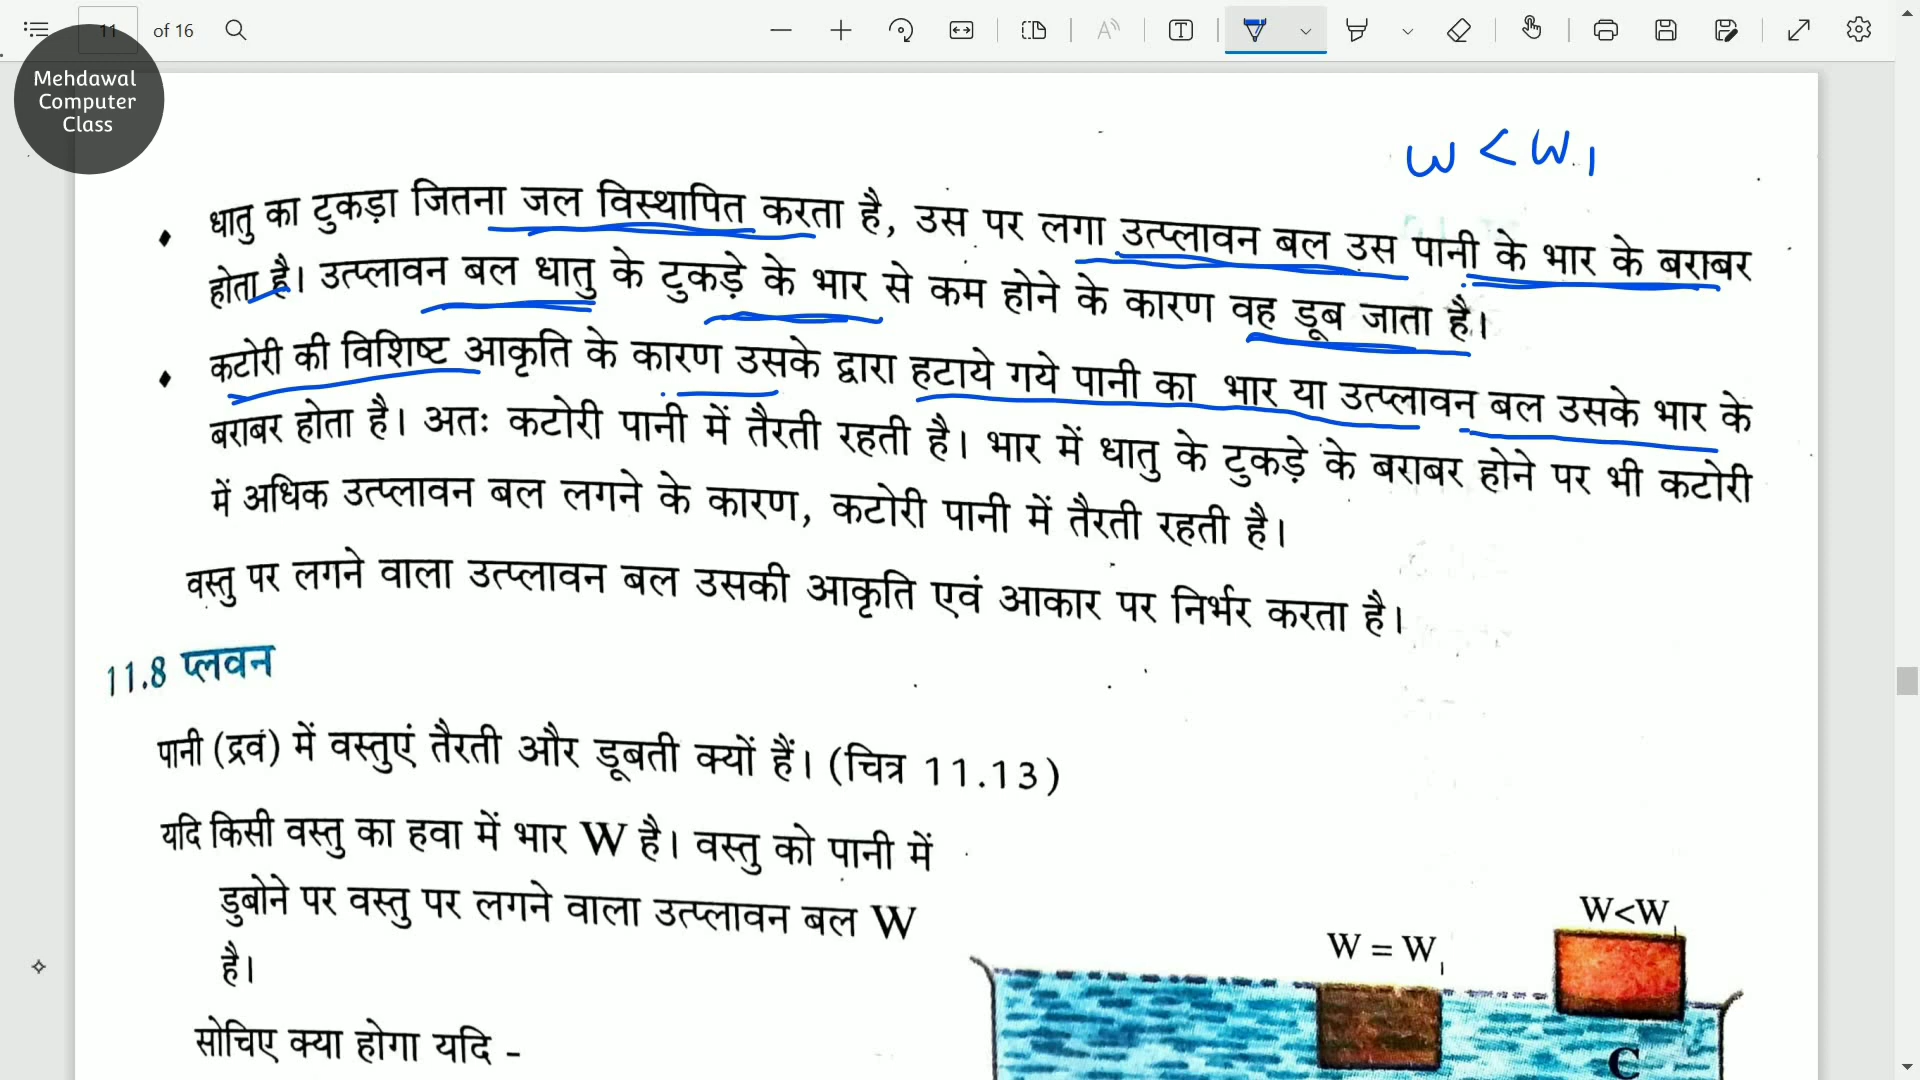 11 of 16
Mehdawal
Computer
Class
W < W1
धातु का टुकड़ा जितना जल विस्थापित करता है, उस पर लगा उत्प्लावन बल उस पानी के भार के बराबर
होता है। उत्प्लावन बल धातु के टुकड़े के भार से कम होने के कारण वह डूब जाता है।
कटोरी की विशिष्ट आकृति के कारण उसके द्वारा हटाये गये पानी का भार या उत्प्लावन बल उसके भार के
बराबर होता है। अतः कटोरी पानी में तैरती रहती है। भार में धातु के टुकड़े के बराबर होने पर भी कटोरी
में अधिक उत्प्लावन बल लगने के कारण, कटोरी पानी में तैरती रहती है।
वस्तु पर लगने वाला उत्प्लावन बल उसकी आकृति एवं आकार पर निर्भर करता है।
11.8 प्लवन
पानी (द्रव) में वस्तुएं तैरती और डूबती क्यों हैं। (चित्र 11.13)
यदि किसी वस्तु का हवा में भार W है। वस्तु को पानी में
डुबोने पर वस्तु पर लगने वाला उत्प्लावन बल W
है।
W<W1
W = W1
सोचिए क्या होगा यदि -
C